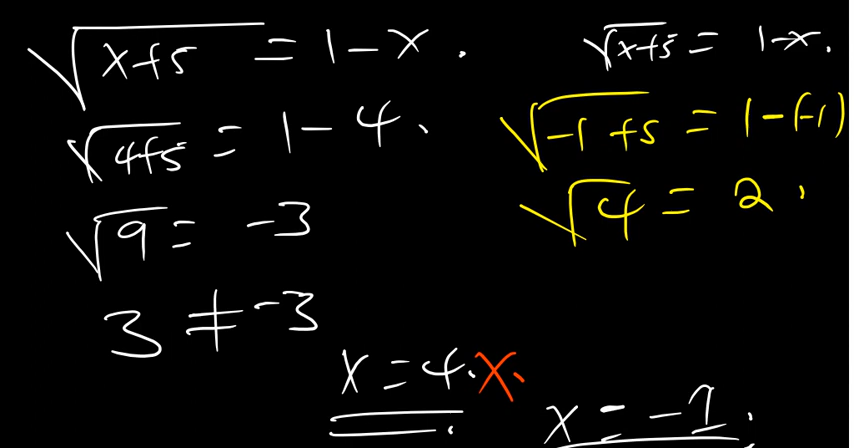 √(x+5) = 1 - x.
√(4+5) = 1 - 4.
√9 = -3
3 ≠ -3
x = 4. x.
√(x+5) = 1 - x.
√(-1+5) = 1 - (-1)
√4 = 2.
x = -1.